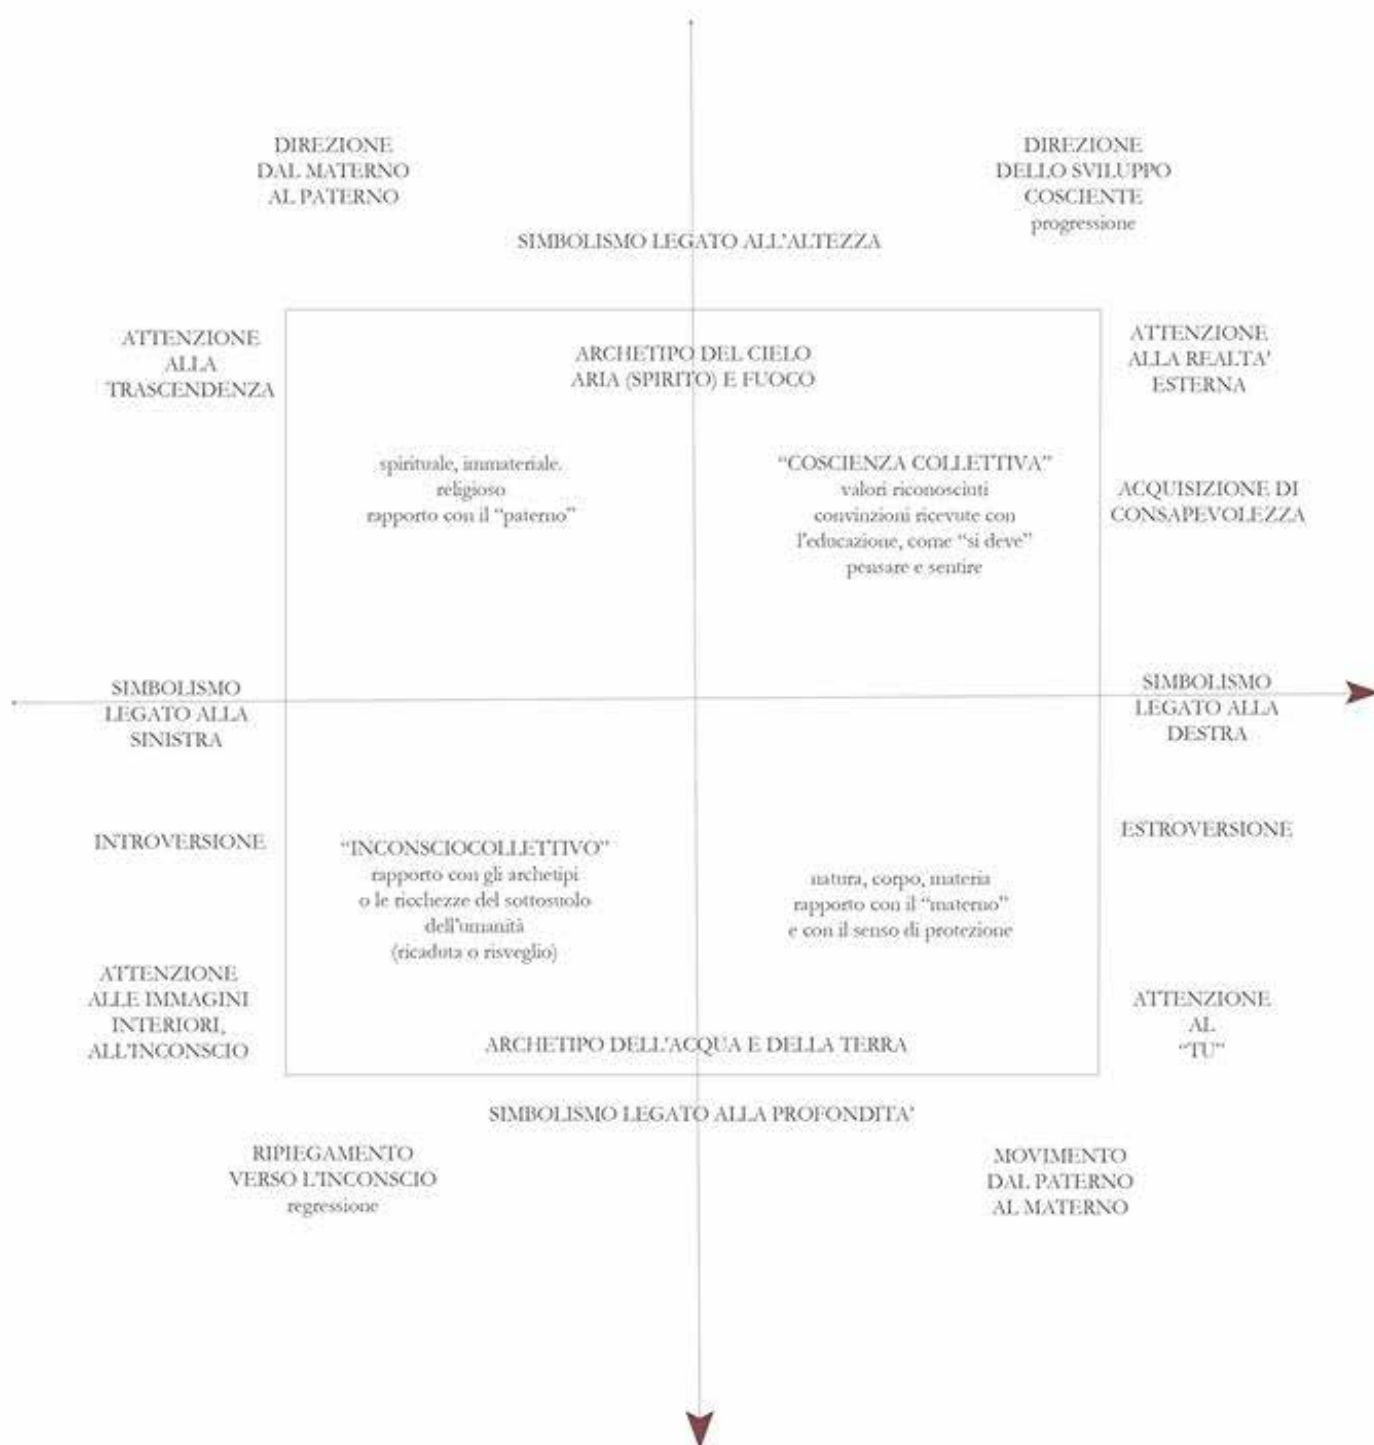 DIREZIONE
DAL MATERNO
AL PATERNO
DIREZIONE
DELLO SVILUPPO
COSCIENTE
progressione
SIMBOLISMO LEGATO ALL'ALTEZZA
ATTENZIONE
ALLA
TRASCENDENZA
ARCHETIPO DEL CIELO
ARIA (SPIRITO) E FUOCO
ATTENZIONE
ALLA REALTA'
ESTERNA
spirituale, immateriale.
religioso
rapporto con il “paterno”
“COSCIENZA COLLETTIVA”
valori riconosciuti
convinzioni ricevute con
l'educazione, come “si deve”
pensare e sentire
ACQUISIZIONE DI
CONSAPEVOLEZZA
SIMBOLISMO
LEGATO ALLA
SINISTRA
SIMBOLISMO
LEGATO ALLA
DESTRA
INTROVERSIONE
“INCONSCIOCOLLETTIVO”
rapporto con gli archetipi
o le ricchezze del sottosuolo
dell'umanità
(ricaduta o risveglio)
natura, corpo, materia
rapporto con il “materno”
e con il senso di protezione
ESTROVERSIONE
ATTENZIONE
ALLE IMMAGINI
INTERIORI,
ALL'INCONSCIO
ARCHETIPO DELL'ACQUA E DELLA TERRA
ATTENZIONE
AL
“TU”
SIMBOLISMO LEGATO ALLA PROFONDITA'
RIPIEGAMENTO
VERSO L'INCONSCIO
regressione
MOVIMENTO
DAL PATERNO
AL MATERNO